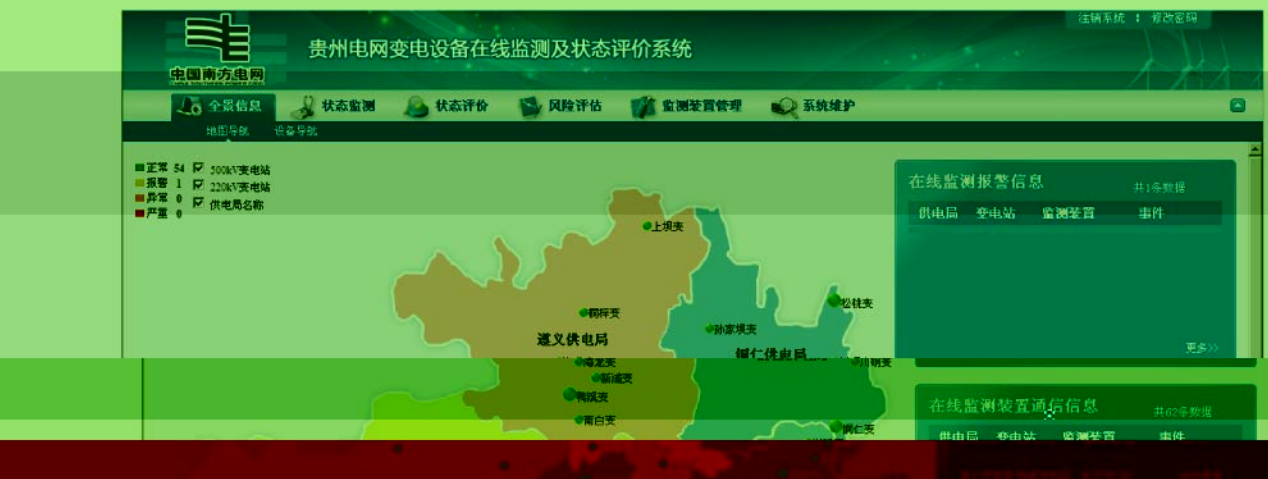 注销系统 ： 修改密码
中国南方电网
贵州电网变电设备在线监测及状态评价系统
全景信息 状态监测 状态评价 风险评估 监测装置管理 系统维护
地图导航 设备导航
正常 54 500kV变电站
报警 1 220kV变电站
异常 0 供电局名称
严重 0
在线监测报警信息 共1条数据
供电局 变电站 监测装置 事件
上坝变
松桃变
桐梓变
孙家坝变
遵义供电局
铜仁供电局
更多>>
海龙变
新浦变
鸭溪变
南白变
铜仁变
在线监测装置通信信息 共62条数据
供电局 变电站 监测装置 事件